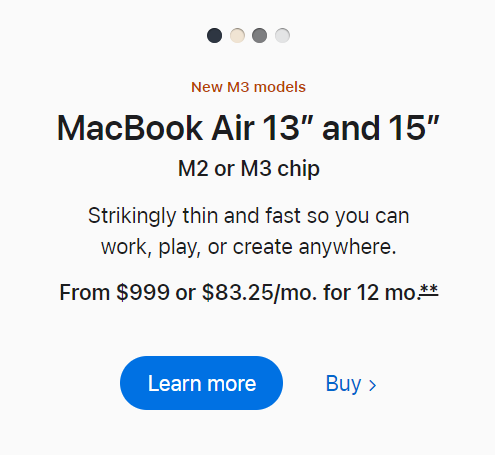 New M3 models
MacBook Air 13” and 15”
M2 or M3 chip
Strikingly thin and fast so you can
work, play, or create anywhere.
From $999 or $83.25/mo. for 12 mo.**
Learn more
Buy >